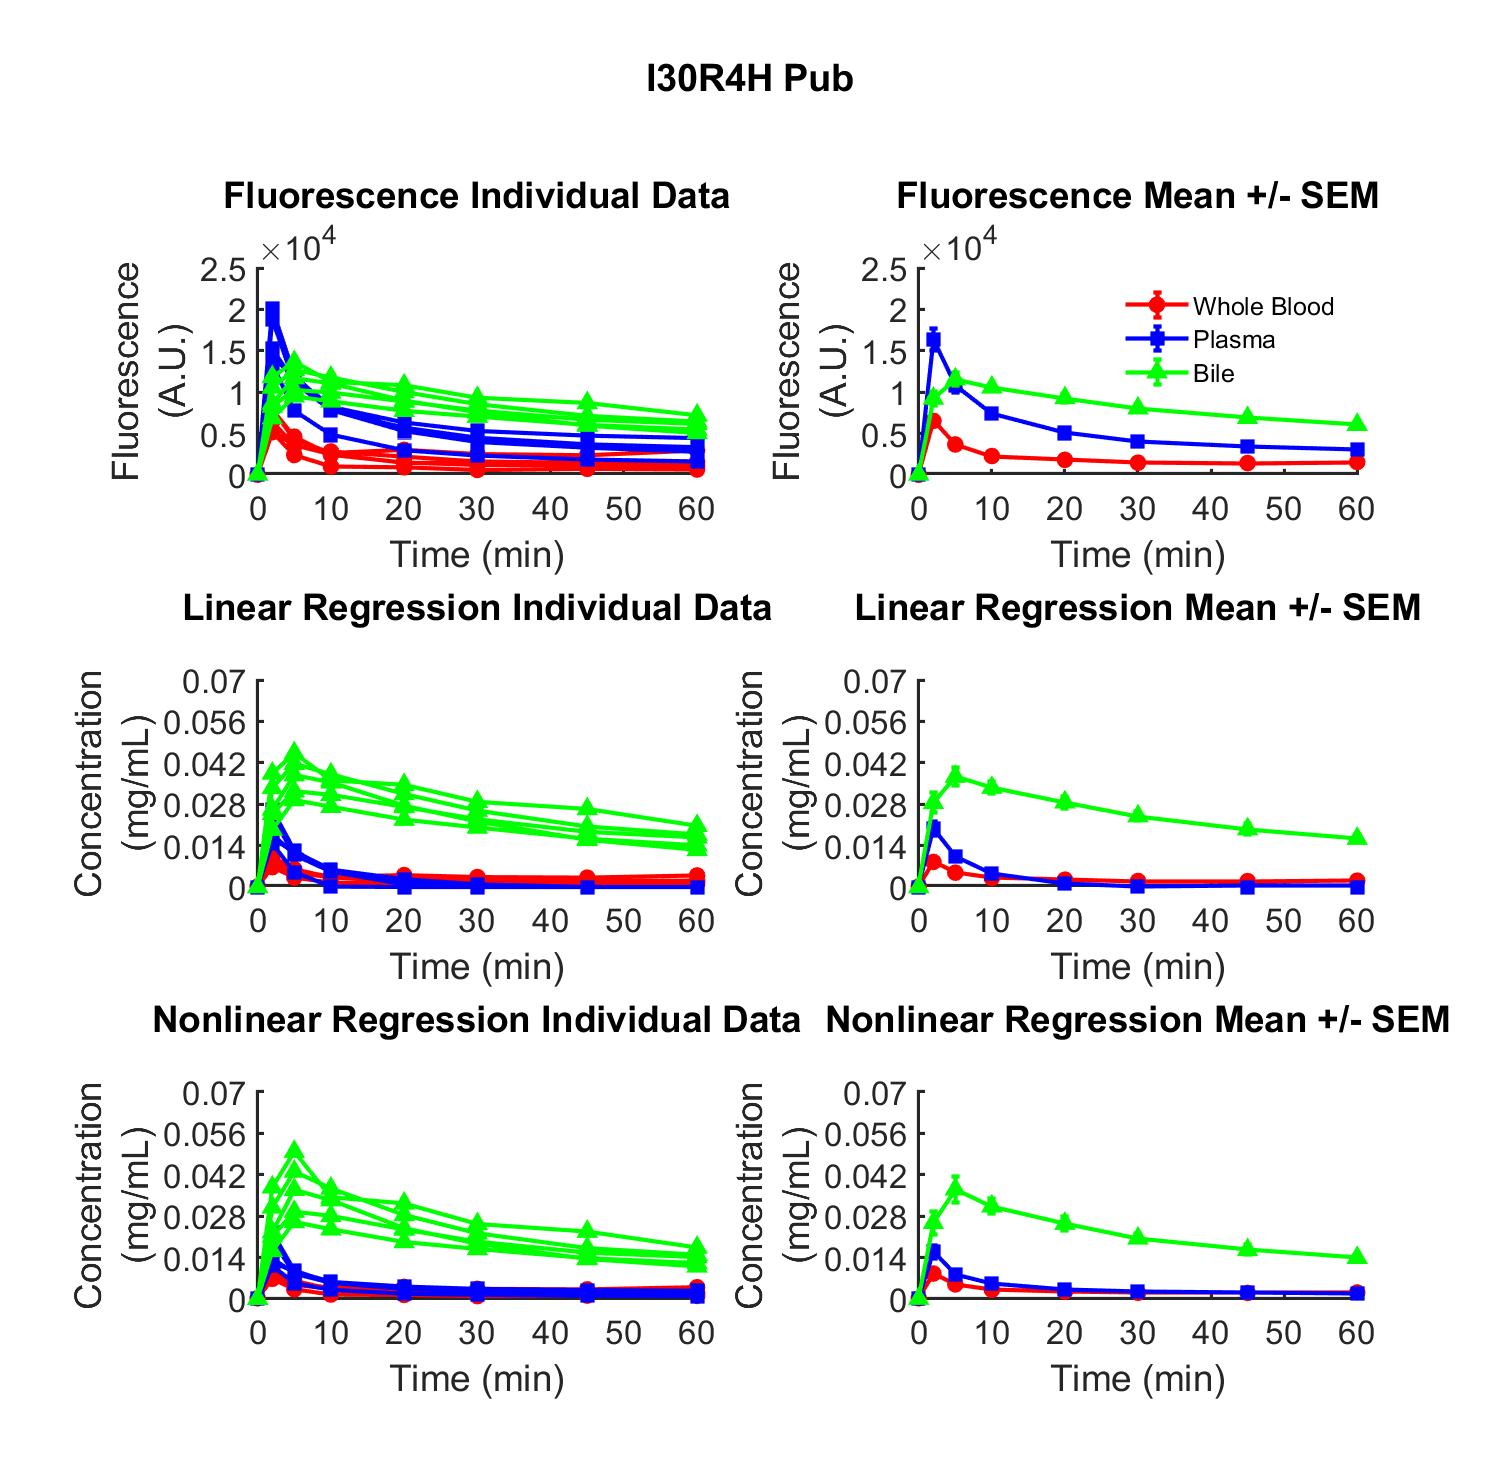 I30R4H Pub
Fluorescence Individual Data
Fluorescence Mean +/- SEM
×10^4
2.5
2
1.5
1
0.5
0
Fluorescence
(A.U.)
0 10 20 30 40 50 60
Time (min)
×10^4
2.5
2
1.5
1
0.5
0
Fluorescence
(A.U.)
Whole Blood
Plasma
Bile
0 10 20 30 40 50 60
Time (min)
Linear Regression Individual Data
Linear Regression Mean +/- SEM
0.07
0.056
0.042
0.028
0.014
0
Concentration
(mg/mL)
0 10 20 30 40 50 60
Time (min)
0.07
0.056
0.042
0.028
0.014
0
Concentration
(mg/mL)
0 10 20 30 40 50 60
Time (min)
Nonlinear Regression Individual Data
Nonlinear Regression Mean +/- SEM
0.07
0.056
0.042
0.028
0.014
0
Concentration
(mg/mL)
0 10 20 30 40 50 60
Time (min)
0.07
0.056
0.042
0.028
0.014
0
Concentration
(mg/mL)
0 10 20 30 40 50 60
Time (min)